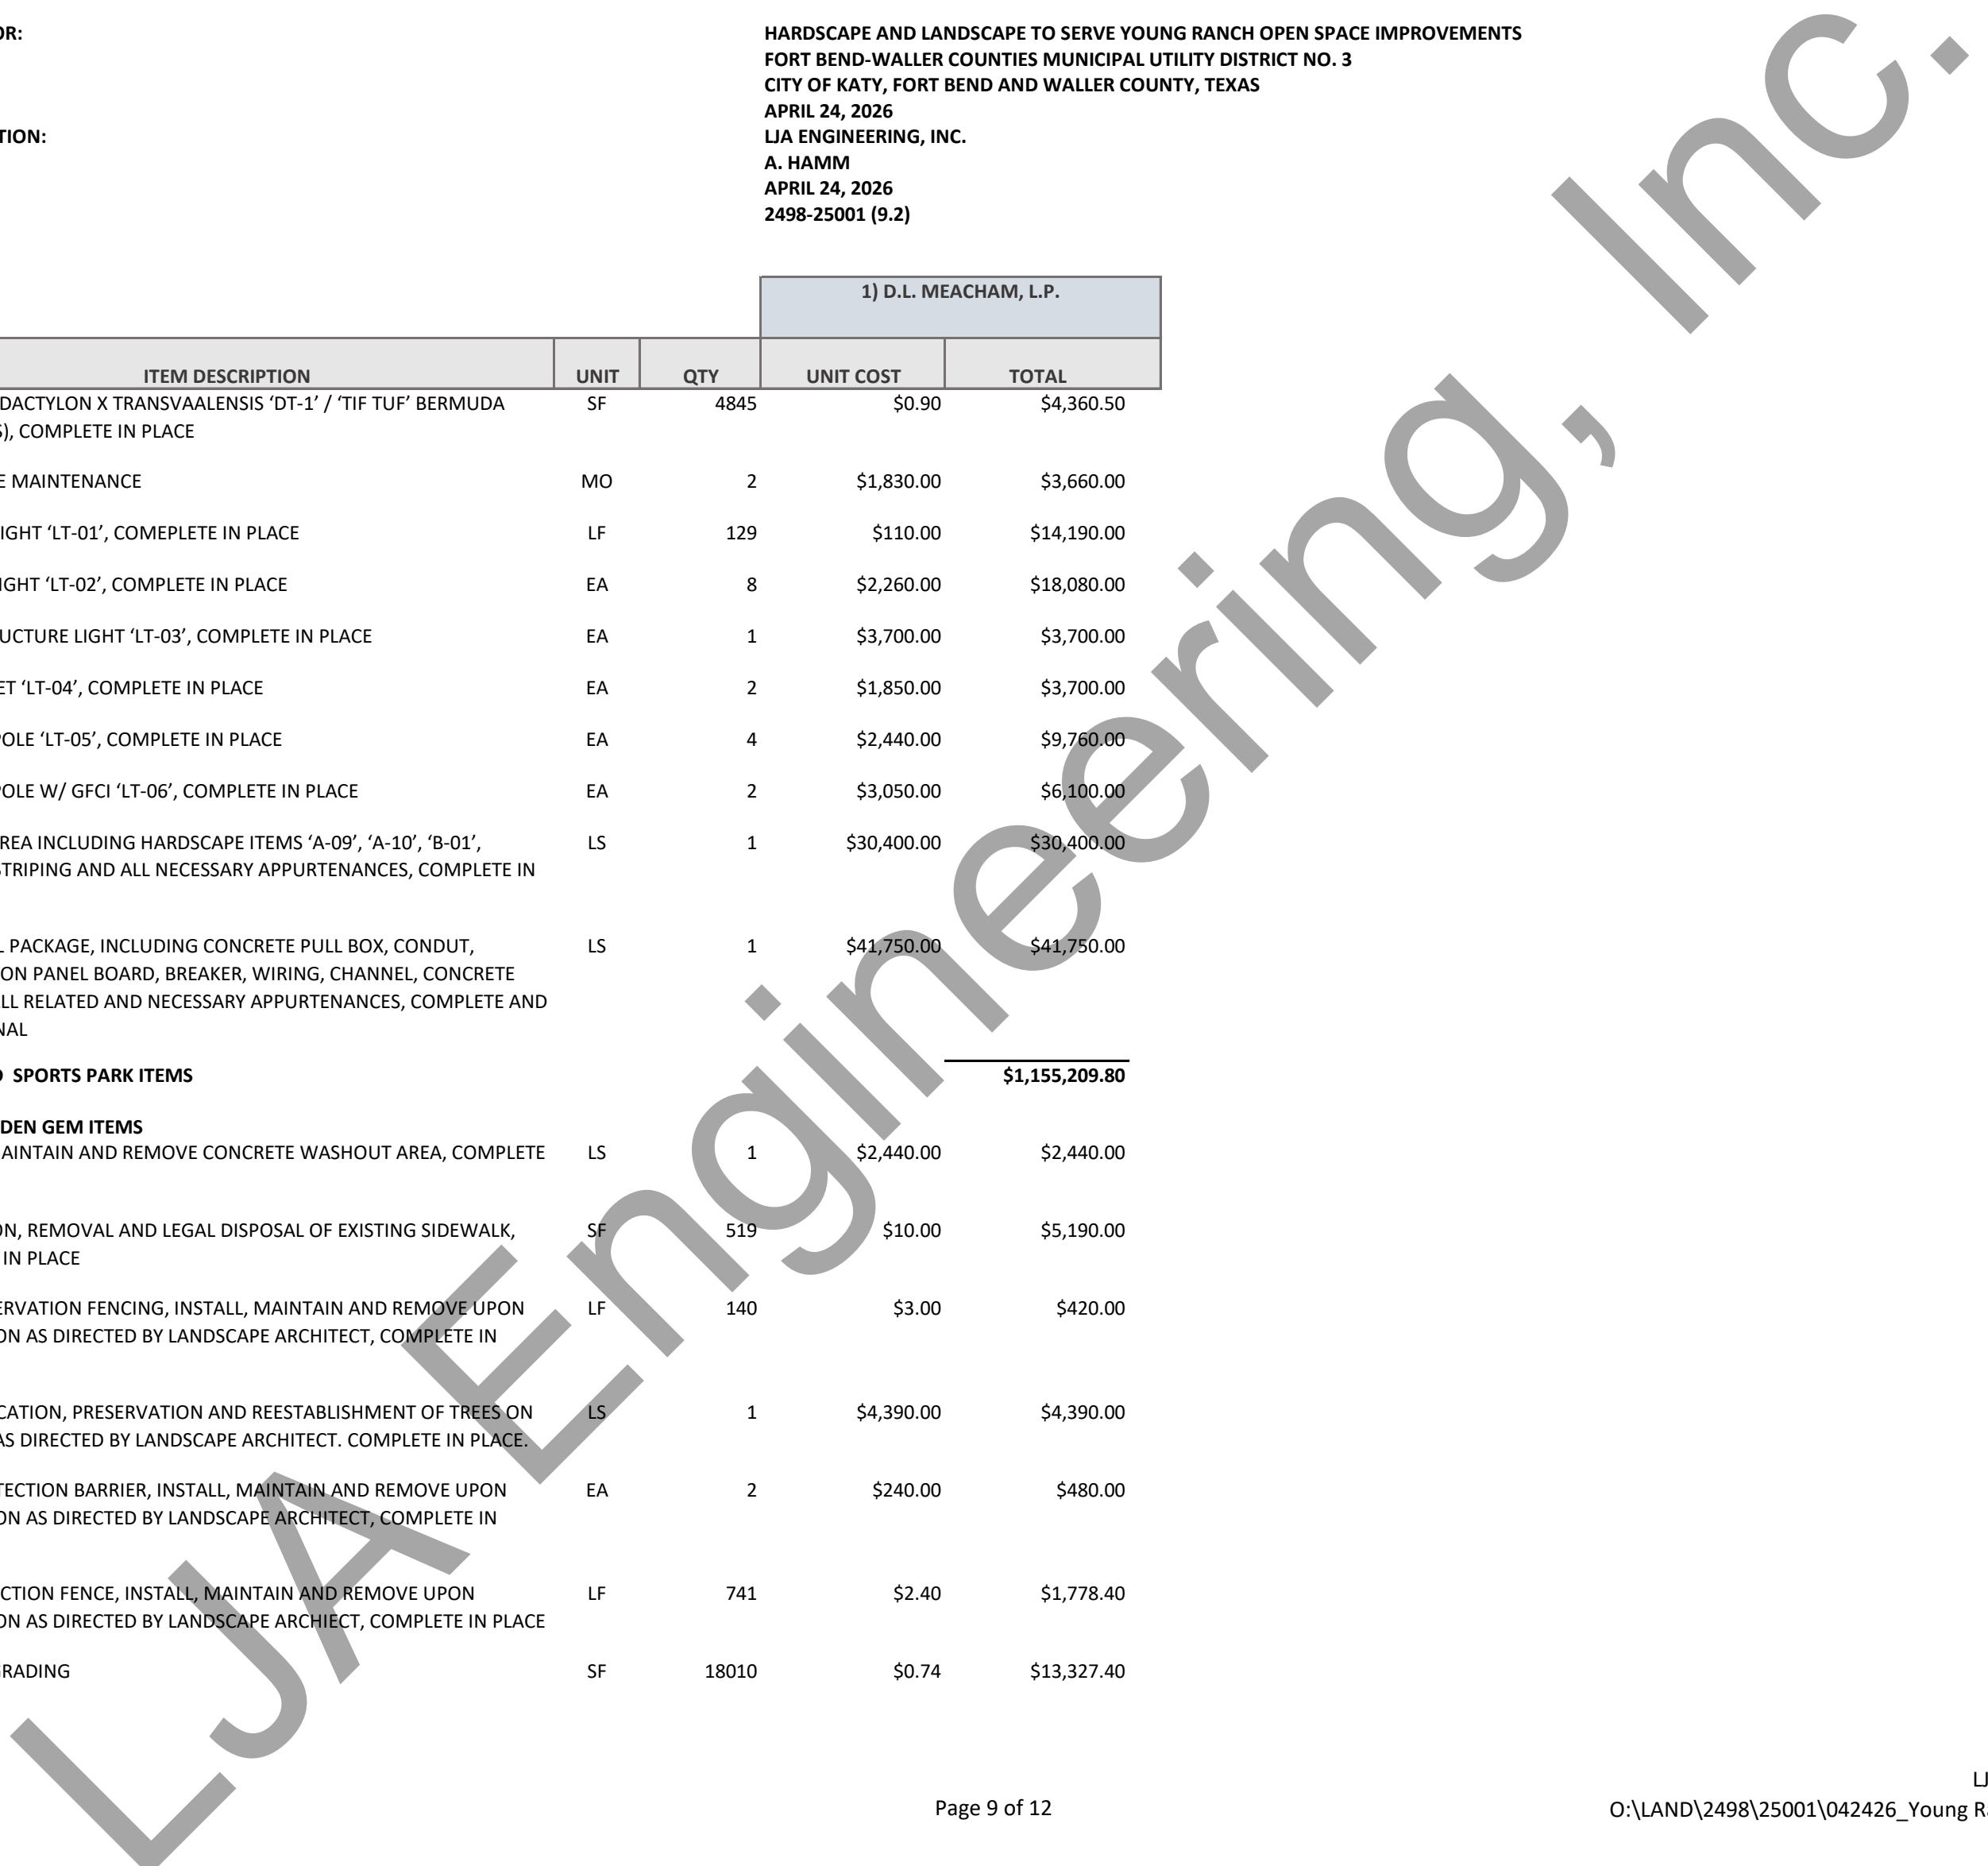 OR:
HARDSCAPE AND LANDSCAPE TO SERVE YOUNG RANCH OPEN SPACE IMPROVEMENTS
FORT BEND-WALLER COUNTIES MUNICIPAL UTILITY DISTRICT NO. 3
CITY OF KATY, FORT BEND AND WALLER COUNTY, TEXAS
APRIL 24, 2026
TION: LJA ENGINEERING, INC.
A. HAMM
APRIL 24, 2026
2498-25001 (9.2)
1) D.L. MEACHAM, L.P.
ITEM DESCRIPTION UNIT QTY UNIT COST TOTAL
DACTYLON X TRANSVAALENSIS ‘DT-1’ / ‘TIF TUF’ BERMUDA SF 4845 $0.90 $4,360.50
S), COMPLETE IN PLACE
E MAINTENANCE MO 2 $1,830.00 $3,660.00
IGHT ‘LT-01’, COMEPLETE IN PLACE LF 129 $110.00 $14,190.00
IGHT ‘LT-02’, COMPLETE IN PLACE EA 8 $2,260.00 $18,080.00
UCTURE LIGHT ‘LT-03’, COMPLETE IN PLACE EA 1 $3,700.00 $3,700.00
ET ‘LT-04’, COMPLETE IN PLACE EA 2 $1,850.00 $3,700.00
POLE ‘LT-05’, COMPLETE IN PLACE EA 4 $2,440.00 $9,760.00
POLE W/ GFCI ‘LT-06’, COMPLETE IN PLACE EA 2 $3,050.00 $6,100.00
REA INCLUDING HARDSCAPE ITEMS ‘A-09’, ‘A-10’, ‘B-01’, LS 1 $30,400.00 $30,400.00
STRIPING AND ALL NECESSARY APPURTENANCES, COMPLETE IN
L PACKAGE, INCLUDING CONCRETE PULL BOX, CONDUT, LS 1 $41,750.00 $41,750.00
ON PANEL BOARD, BREAKER, WIRING, CHANNEL, CONCRETE
ALL RELATED AND NECESSARY APPURTENANCES, COMPLETE AND
NAL
D SPORTS PARK ITEMS $1,155,209.80
DEN GEM ITEMS
MAINTAIN AND REMOVE CONCRETE WASHOUT AREA, COMPLETE LS 1 $2,440.00 $2,440.00
ON, REMOVAL AND LEGAL DISPOSAL OF EXISTING SIDEWALK, SF 519 $10.00 $5,190.00
IN PLACE
ERVATION FENCING, INSTALL, MAINTAIN AND REMOVE UPON LF 140 $3.00 $420.00
ON AS DIRECTED BY LANDSCAPE ARCHITECT, COMPLETE IN
CATION, PRESERVATION AND REESTABLISHMENT OF TREES ON LS 1 $4,390.00 $4,390.00
AS DIRECTED BY LANDSCAPE ARCHITECT. COMPLETE IN PLACE.
TECTION BARRIER, INSTALL, MAINTAIN AND REMOVE UPON EA 2 $240.00 $480.00
ON AS DIRECTED BY LANDSCAPE ARCHITECT, COMPLETE IN
CTION FENCE, INSTALL, MAINTAIN AND REMOVE UPON LF 741 $2.40 $1,778.40
ON AS DIRECTED BY LANDSCAPE ARCHIECT, COMPLETE IN PLACE
GRADING SF 18010 $0.74 $13,327.40
LJA Engineering, Inc.
LJ
Page 9 of 12
O:\LAND\2498\25001\042426_Young R